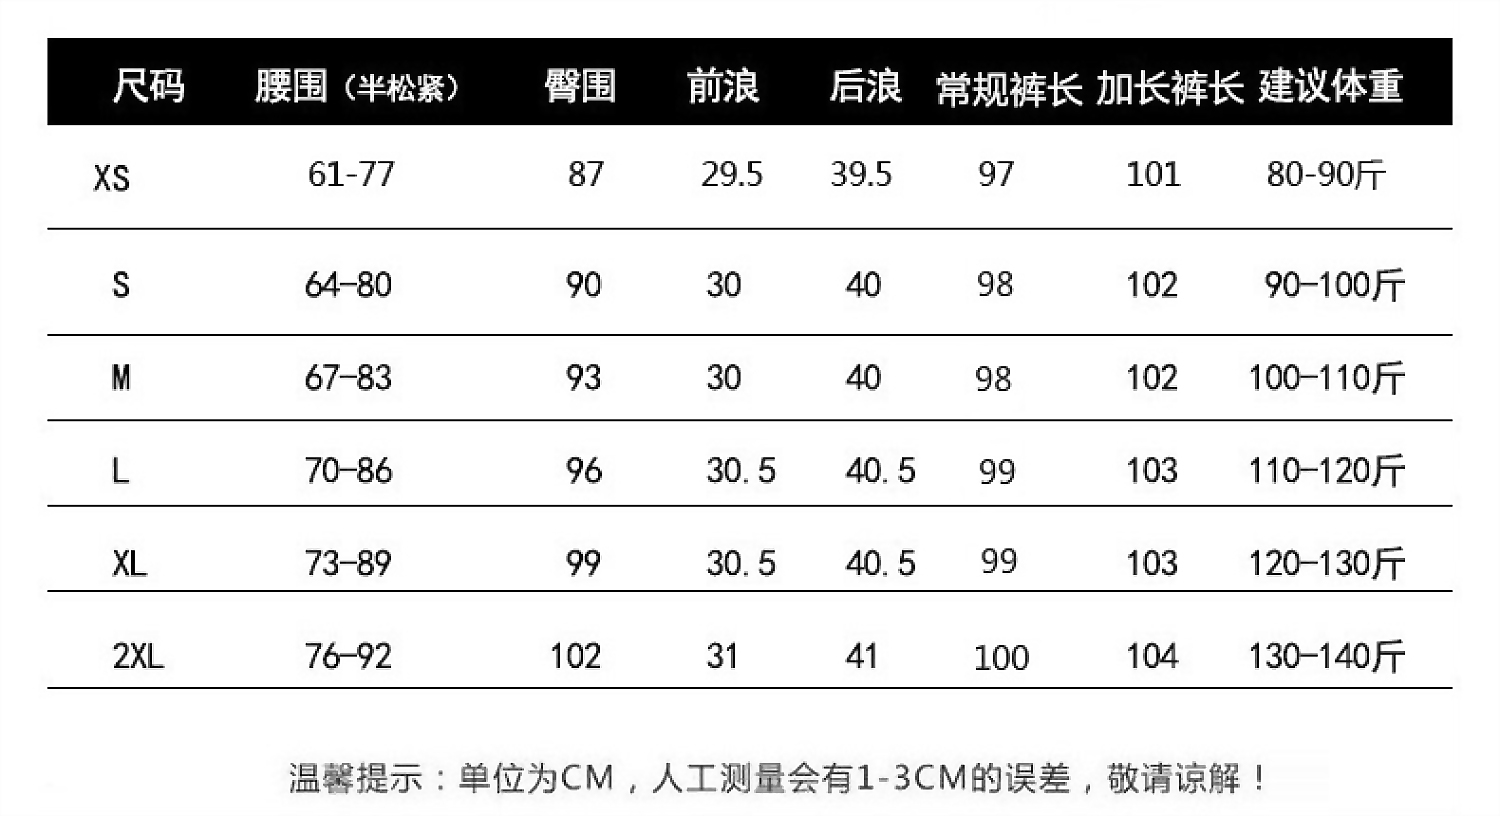 尺码 腰围（半松紧） 臀围 前浪 后浪 常规裤长 加长裤长 建议体重
XS 61-77 87 29.5 39.5 97 101 80-90斤
S 64-80 90 30 40 98 102 90-100斤
M 67-83 93 30 40 98 102 100-110斤
L 70-86 96 30.5 40.5 99 103 110-120斤
XL 73-89 99 30.5 40.5 99 103 120-130斤
2XL 76-92 102 31 41 100 104 130-140斤
温馨提示：单位为CM，人工测量会有1-3CM的误差，敬请谅解！